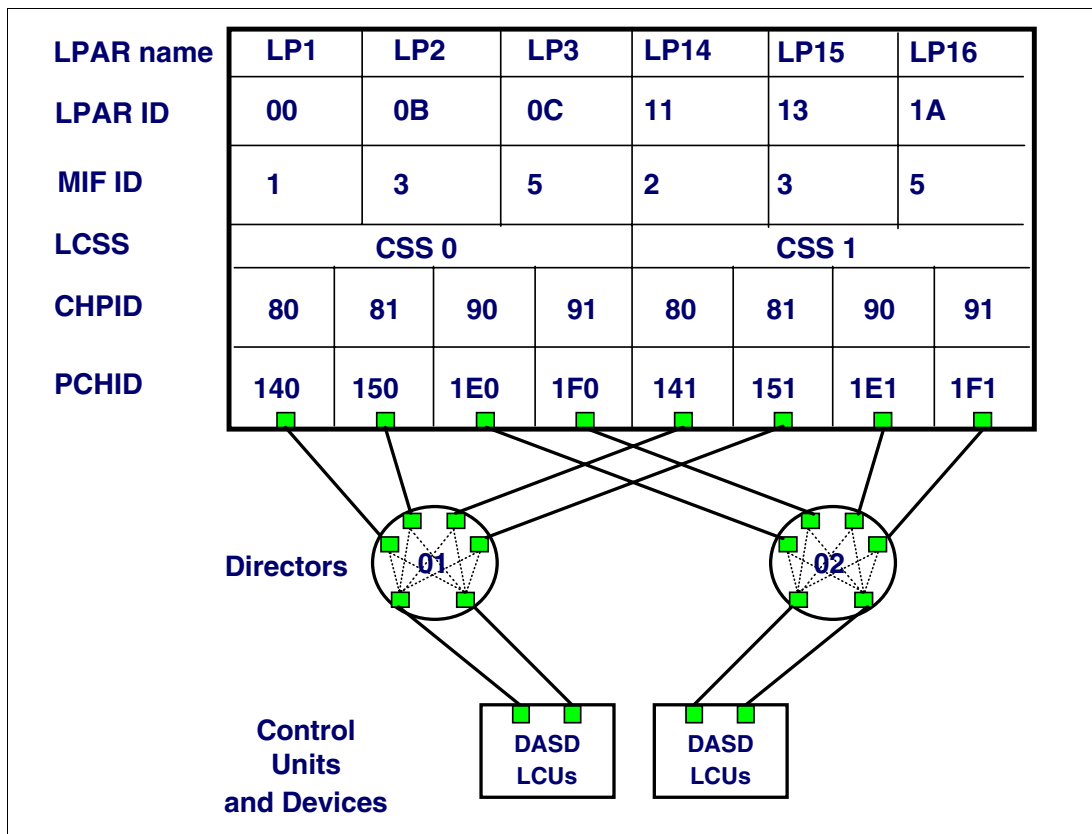 LPAR name LP1 LP2 LP3 LP14 LP15 LP16
LPAR ID 00 0B 0C 11 13 1A
MIF ID 1 3 5 2 3 5
LCSS CSS 0 CSS 1
CHPID 80 81 90 91 80 81 90 91
PCHID 140 150 1E0 1F0 141 151 1E1 1F1
Directors 01 02
Control
Units
and Devices
DASD
LCUs
DASD
LCUs